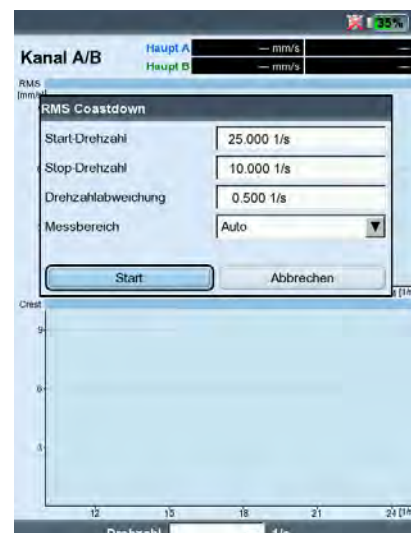 35%
Kanal A/B
Haupt A — mm/s —
Haupt B — mm/s —
RMS
RMS Coastdown
Start-Drehzahl 25.000 1/s
Stop-Drehzahl 10.000 1/s
Drehzahlabweichung 0.500 1/s
Messbereich Auto
Start Abbrechen
Crest
9
6
3
12 15 18 21 24
Drehzahl 1/s